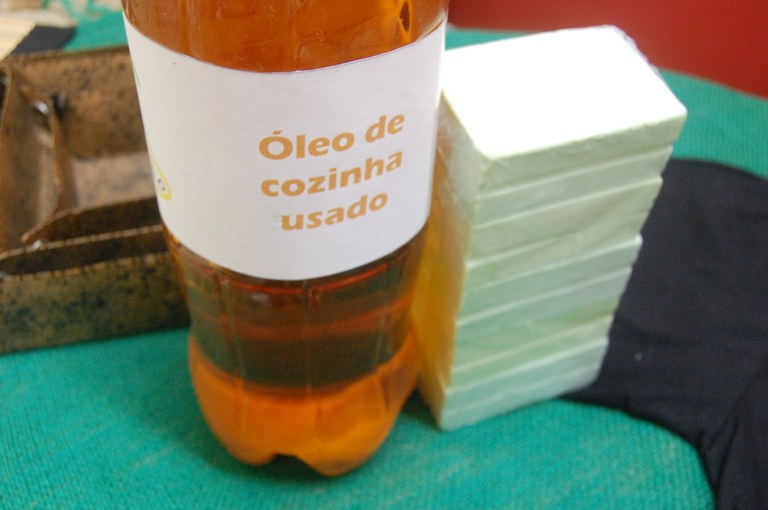 Óleo de
cozinha
usado